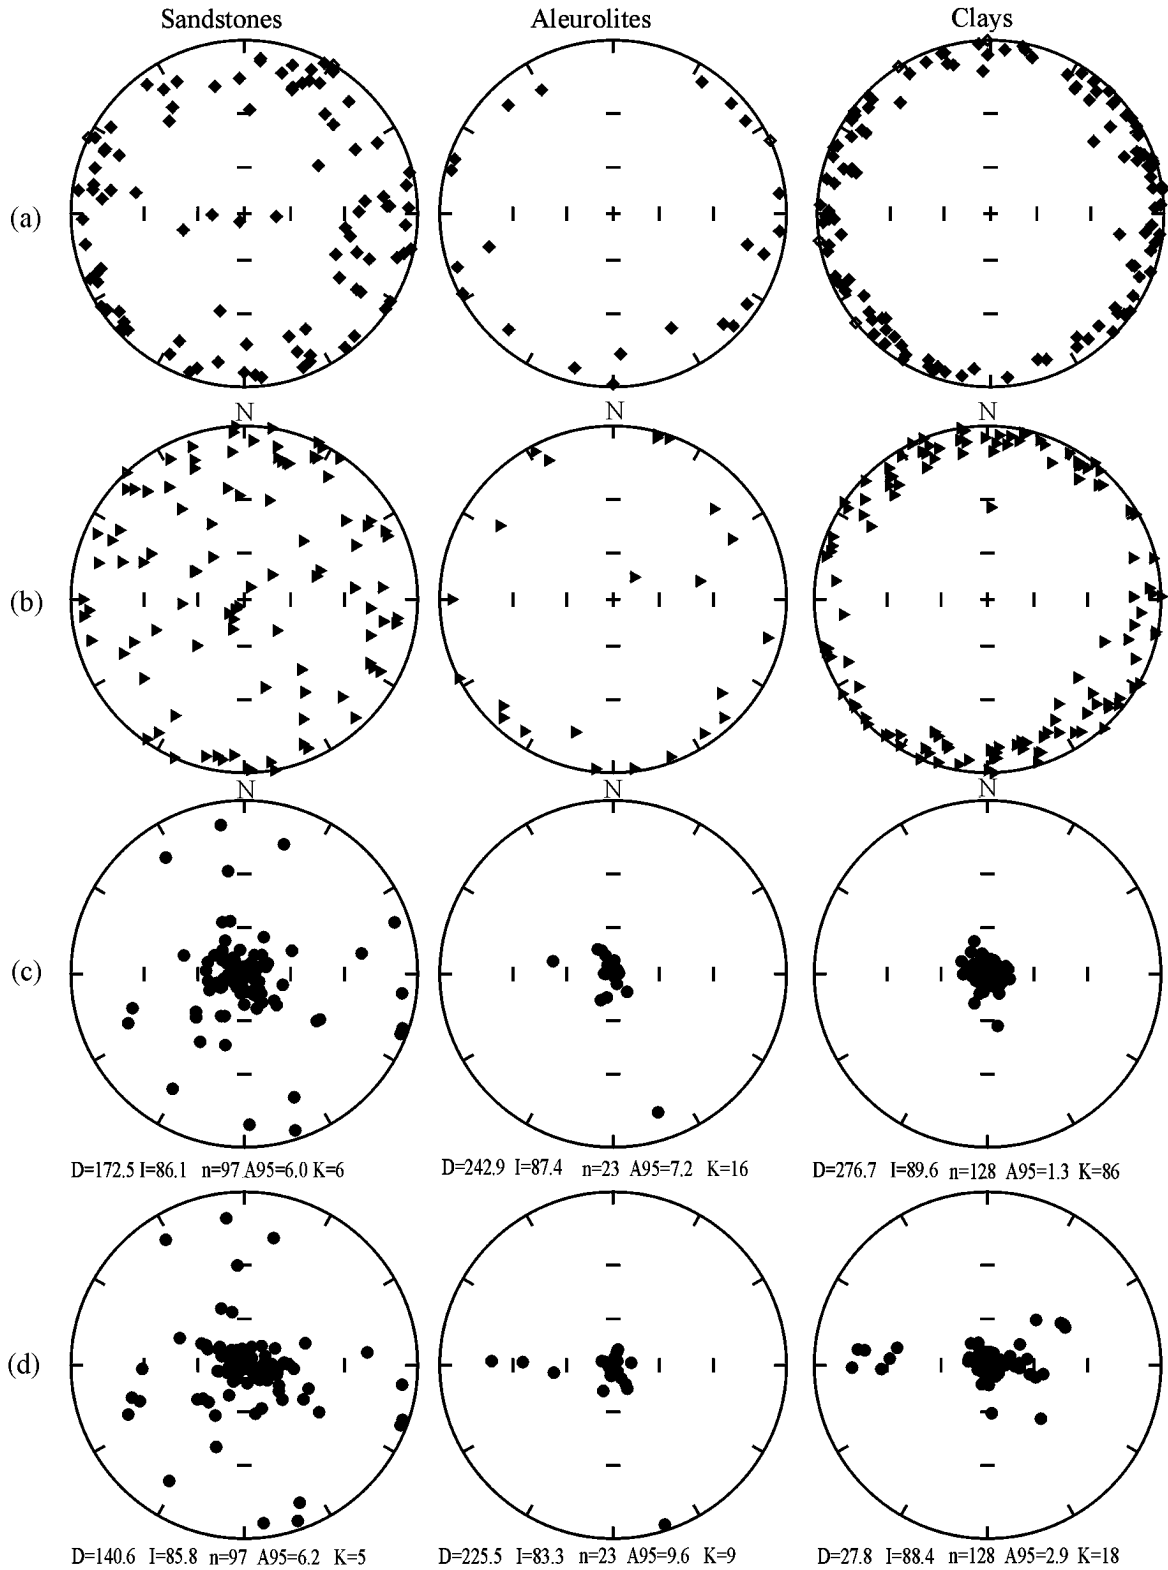 Sandstones Aleurolites Clays
(a)
N N N
(b)
N N N
(c)
D=172.5 I=86.1 n=97 A95=6.0 K=6 D=242.9 I=87.4 n=23 A95=7.2 K=16 D=276.7 I=89.6 n=128 A95=1.3 K=86
(d)
D=140.6 I=85.8 n=97 A95=6.2 K=5 D=225.5 I=83.3 n=23 A95=9.6 K=9 D=27.8 I=88.4 n=128 A95=2.9 K=18